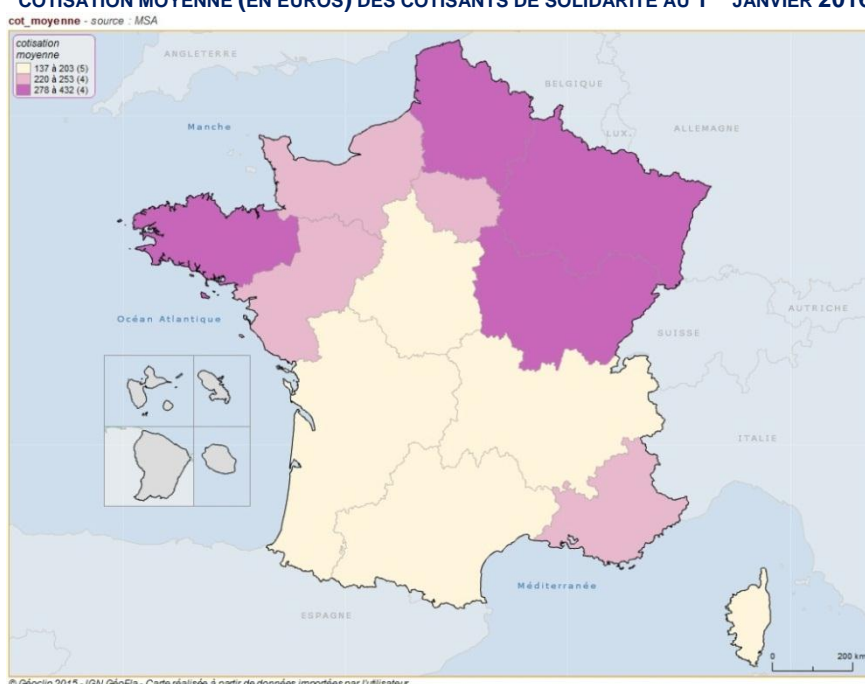 COTISATION MOYENNE (EN EUROS) DES COTISANTS DE SOLIDARITÉ AU 1ER JANVIER 2016
cot_moyenne - source : MSA
cotisation
moyenne
137 à 203 (5)
220 à 253 (4)
278 à 432 (4)
ANGLETERRE
BELGIQUE
Manche
LUX.
ALLEMAGNE
Océan Atlantique
AUTRICHE
SUISSE
ITALIE
Méditerranée
ESPAGNE
0 200 km
© Géoclip 2015 - IGN GéoFla - Carte réalisée à partir de données importées par l'utilisateur